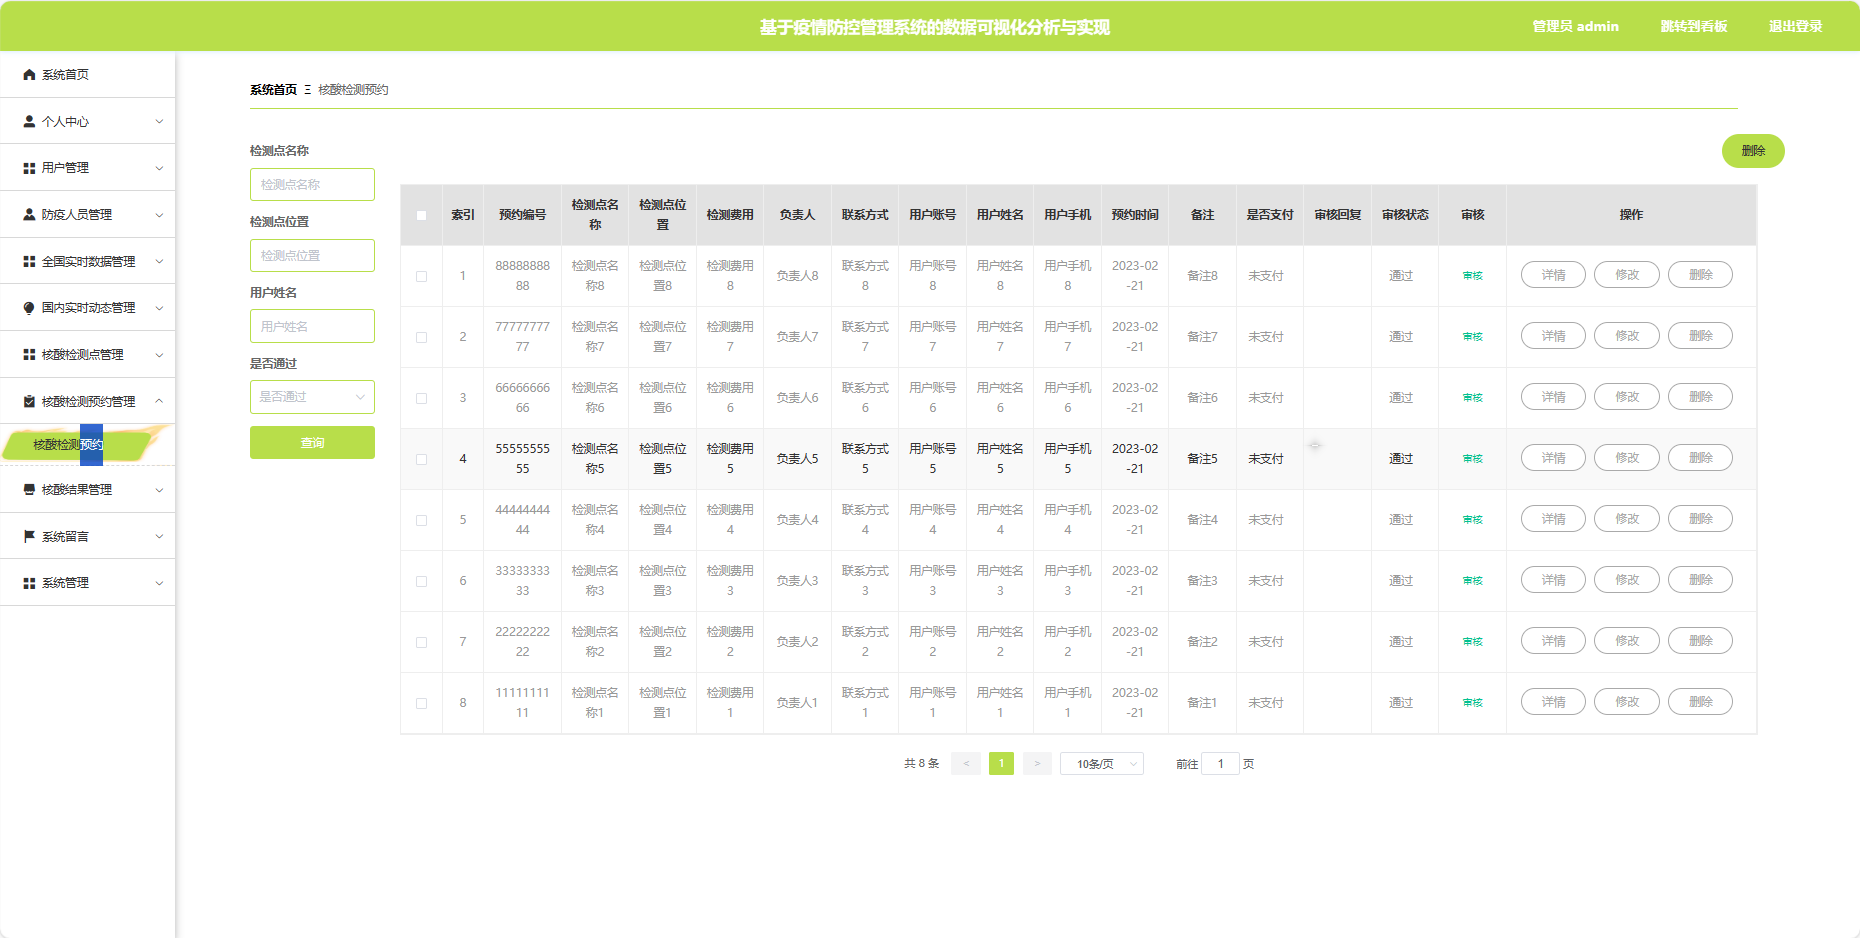 基于疫情防控管理系统的数据可视化分析与实现
管理员 admin
跳转到看板
退出登录
系统首页
个人中心
用户管理
防疫人员管理
全国实时数据管理
国内实时动态管理
核酸检测点管理
核酸检测预约管理
核酸检测预约
核酸结果管理
系统留言
系统管理
系统首页 Ξ 核酸检测预约
检测点名称
检测点名称
检测点位置
检测点位置
用户姓名
用户姓名
是否通过
是否通过
查询
删除
索引 预约编号 检测点名称 检测点位置 检测费用 负责人 联系方式 用户账号 用户姓名 用户手机 预约时间 备注 是否支付 审核回复 审核状态 审核 操作
1 8888888888 检测点名称8 检测点位置8 检测费用8 负责人8 联系方式8 用户账号8 用户姓名8 用户手机8 2023-02-21 备注8 未支付 通过 审核 详情 修改 删除
2 7777777777 检测点名称7 检测点位置7 检测费用7 负责人7 联系方式7 用户账号7 用户姓名7 用户手机7 2023-02-21 备注7 未支付 通过 审核 详情 修改 删除
3 6666666666 检测点名称6 检测点位置6 检测费用6 负责人6 联系方式6 用户账号6 用户姓名6 用户手机6 2023-02-21 备注6 未支付 通过 审核 详情 修改 删除
4 5555555555 检测点名称5 检测点位置5 检测费用5 负责人5 联系方式5 用户账号5 用户姓名5 用户手机5 2023-02-21 备注5 未支付 通过 审核 详情 修改 删除
5 4444444444 检测点名称4 检测点位置4 检测费用4 负责人4 联系方式4 用户账号4 用户姓名4 用户手机4 2023-02-21 备注4 未支付 通过 审核 详情 修改 删除
6 3333333333 检测点名称3 检测点位置3 检测费用3 负责人3 联系方式3 用户账号3 用户姓名3 用户手机3 2023-02-21 备注3 未支付 通过 审核 详情 修改 删除
7 2222222222 检测点名称2 检测点位置2 检测费用2 负责人2 联系方式2 用户账号2 用户姓名2 用户手机2 2023-02-21 备注2 未支付 通过 审核 详情 修改 删除
8 1111111111 检测点名称1 检测点位置1 检测费用1 负责人1 联系方式1 用户账号1 用户姓名1 用户手机1 2023-02-21 备注1 未支付 通过 审核 详情 修改 删除
共 8 条 < 1 > 10条/页 前往 1 页